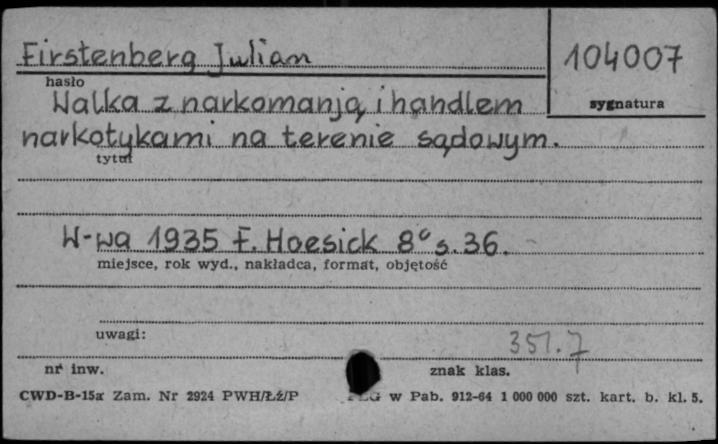 Firstenberg Julian
104007
hasło
sygnatura
Walka z narkomanją i handlem
narkotykami na terenie sądowym.
tytuł
W-wa 1935 F. Hoesick 8° s. 36.
miejsce, rok wyd., nakładca, format, objętość
uwagi:
351.7
nr inw.
znak klas.
CWD-B-15a Zam. Nr 2924 PWH/Łź/P
w Pab. 912-64 1 000 000 szt. kart. b. kl. 5.